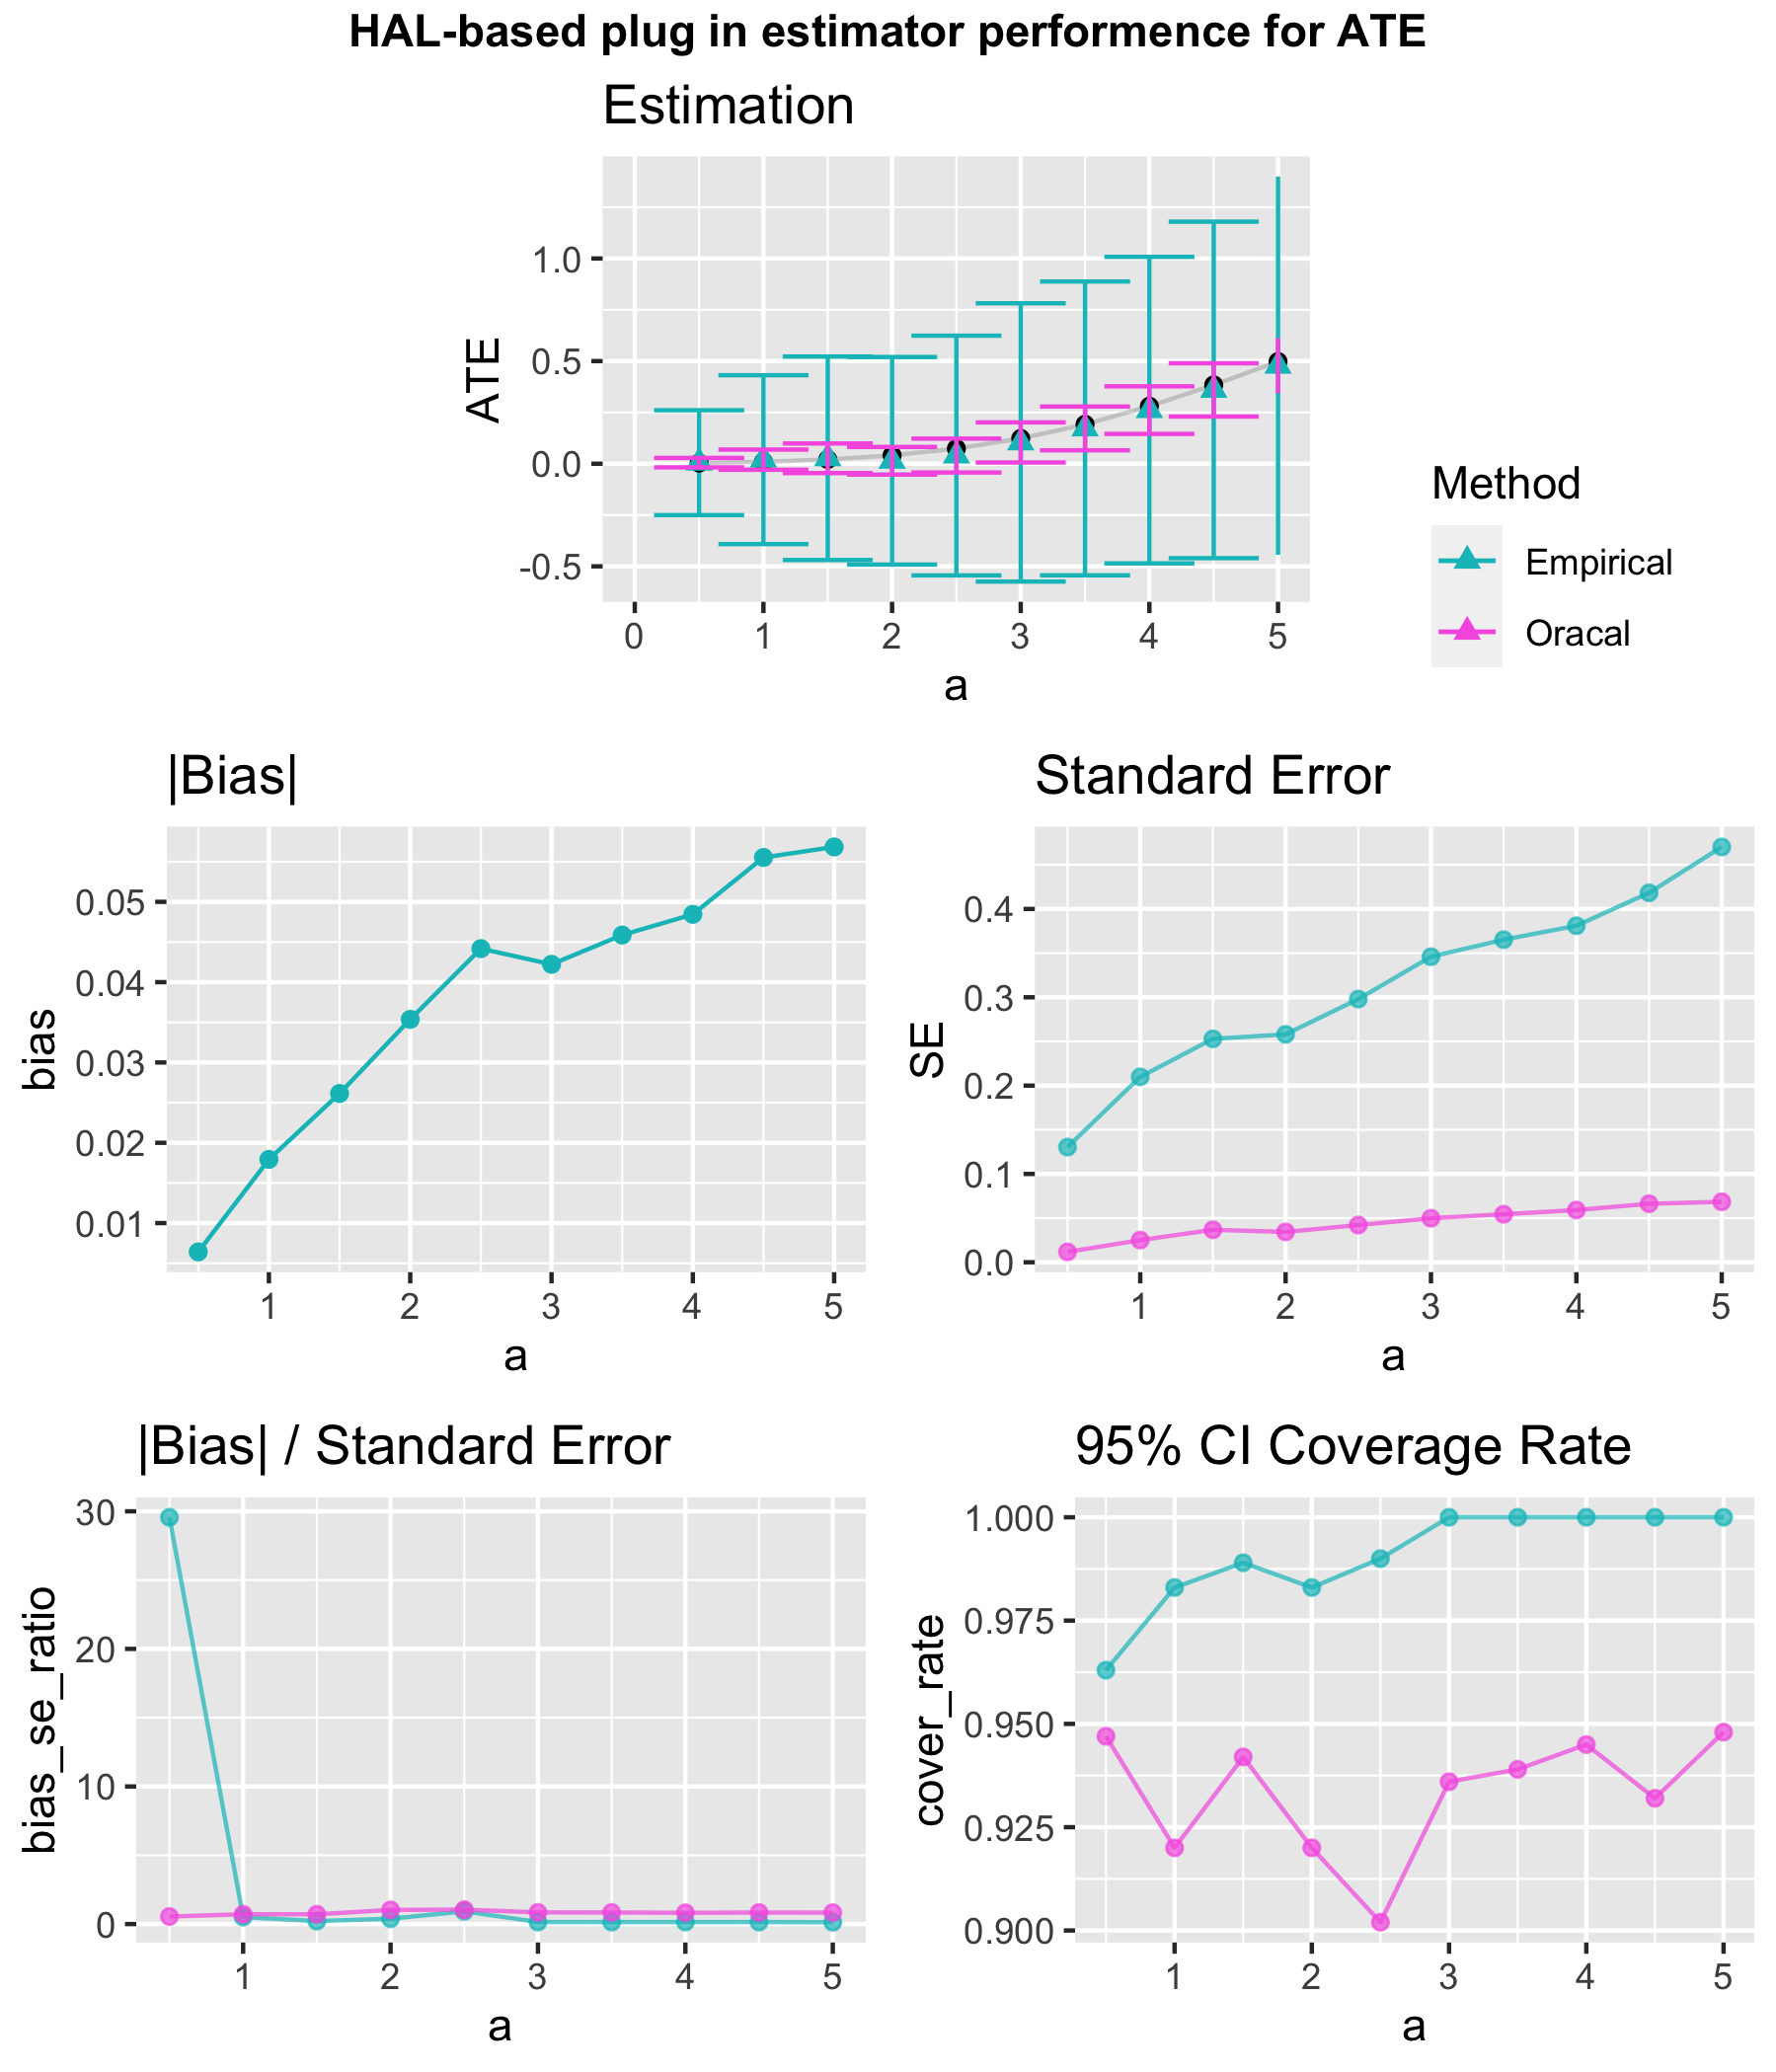 HAL-based plug in estimator performence for ATE
Estimation
ATE
1.0
0.5
0.0
-0.5
0 1 2 3 4 5
a
Method
Empirical
Oracal
|Bias|
bias
0.05
0.04
0.03
0.02
0.01
1 2 3 4 5
a
Standard Error
SE
0.4
0.3
0.2
0.1
0.0
1 2 3 4 5
a
|Bias| / Standard Error
bias_se_ratio
30
20
10
0
1 2 3 4 5
a
95% CI Coverage Rate
cover_rate
1.000
0.975
0.950
0.925
0.900
1 2 3 4 5
a